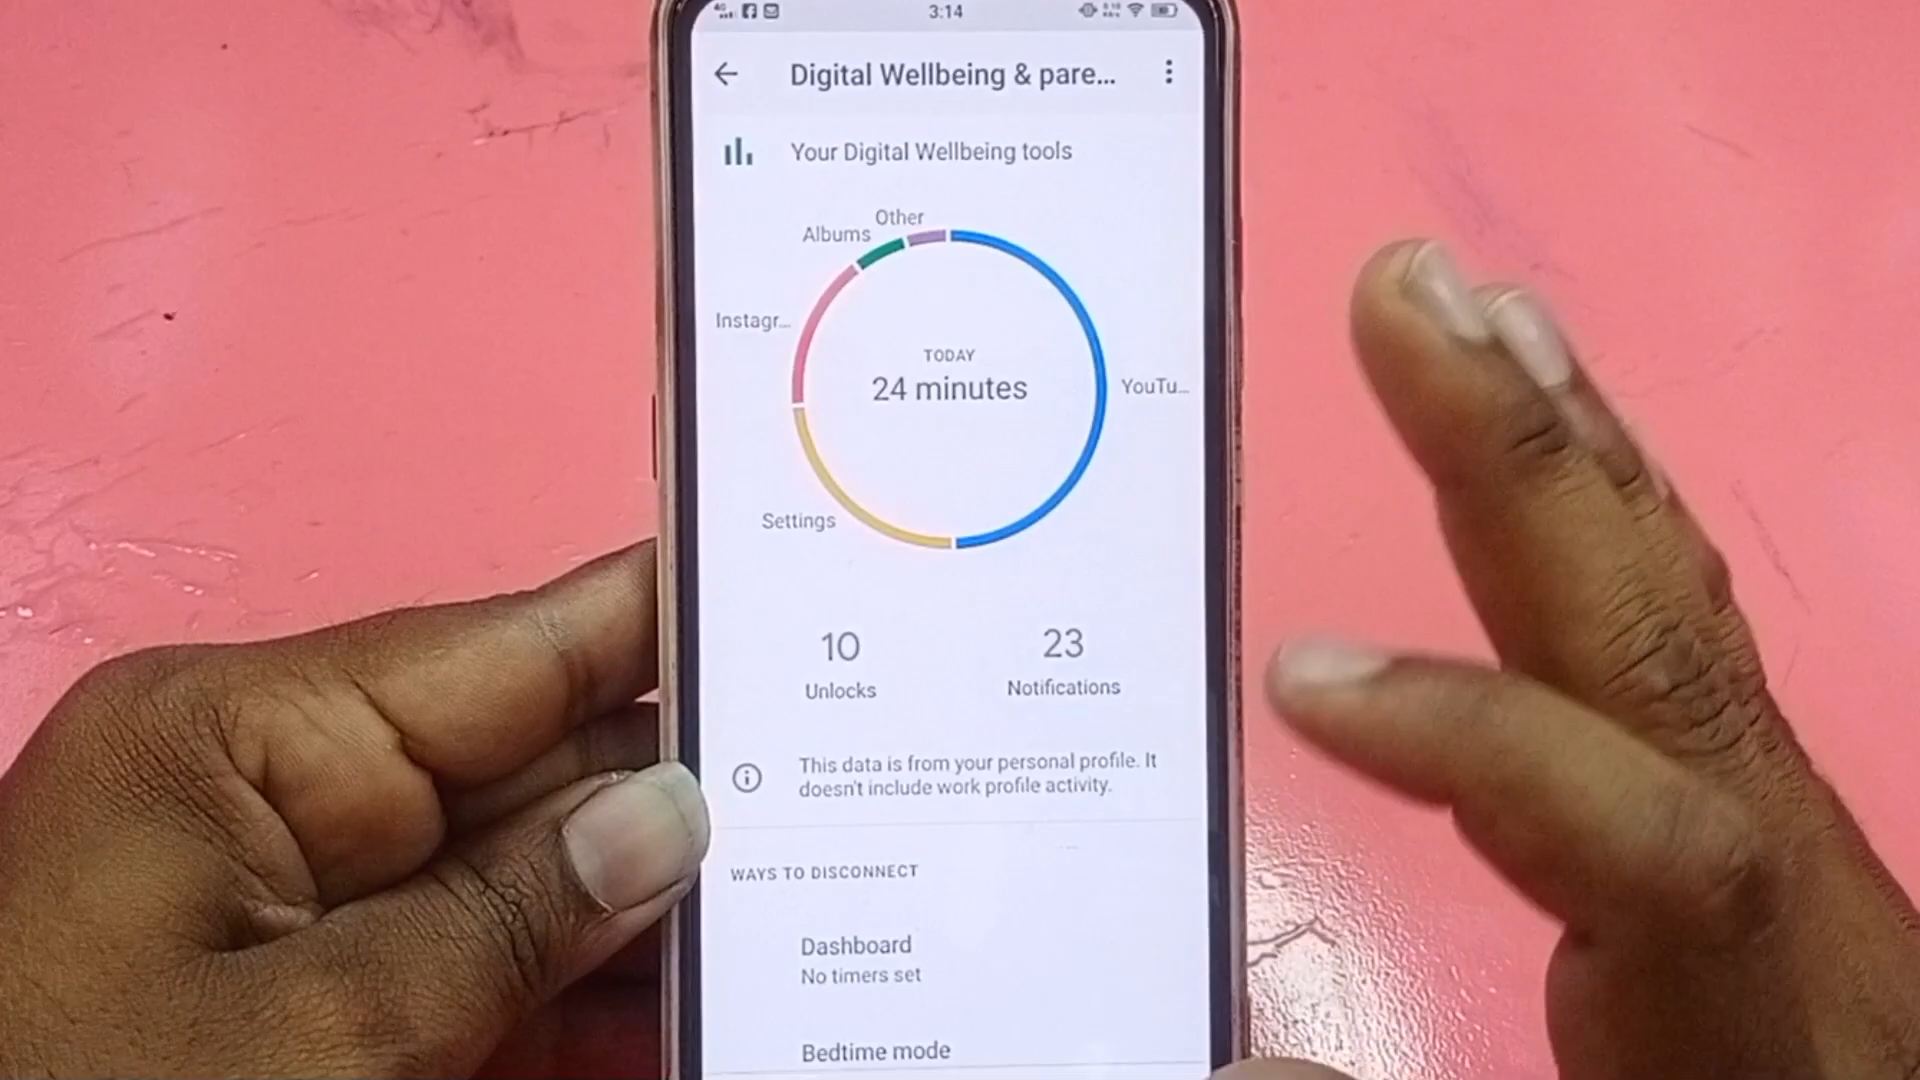 3:14
Digital Wellbeing & pare...
Your Digital Wellbeing tools
Other
Albums
Instagr...
TODAY
24 minutes
YouTu...
Settings
10
23
Unlocks
Notifications
This data is from your personal profile. It
doesn't include work profile activity.
WAYS TO DISCONNECT
Dashboard
No timers set
Bedtime mode